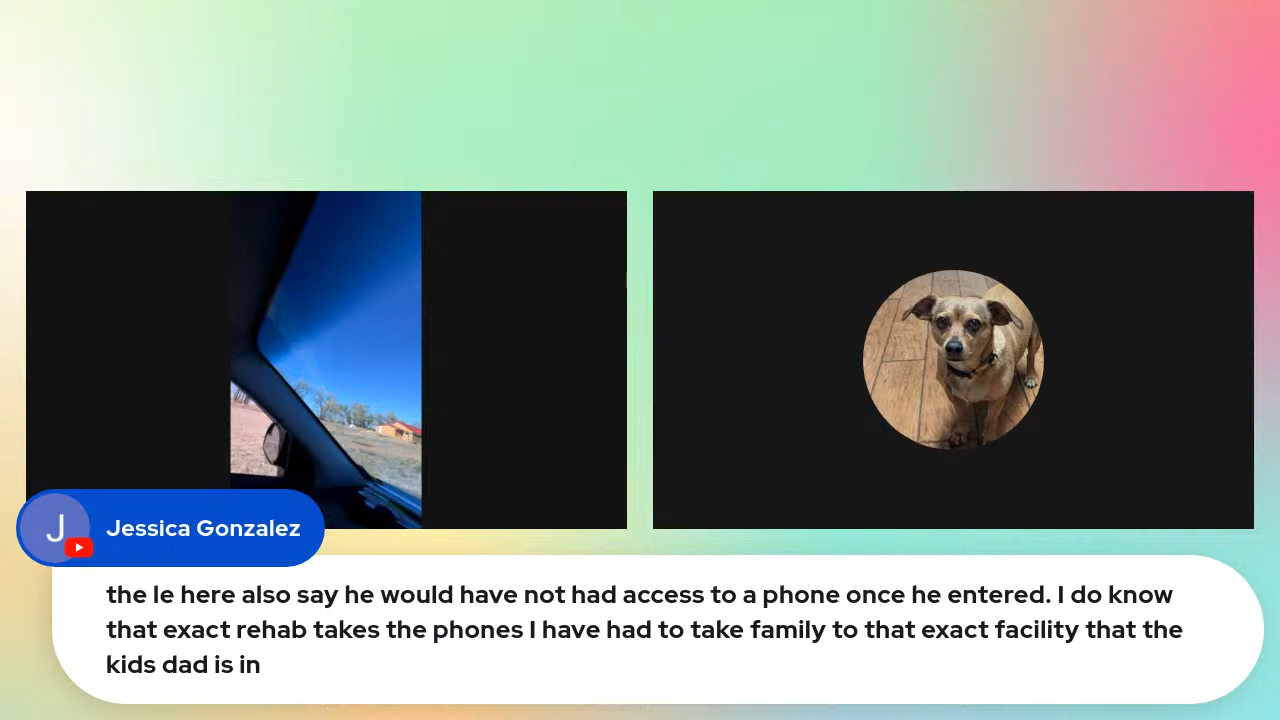 J
Jessica Gonzalez
the le here also say he would have not had access to a phone once he entered. I do know
that exact rehab takes the phones I have had to take family to that exact facility that the
kids dad is in